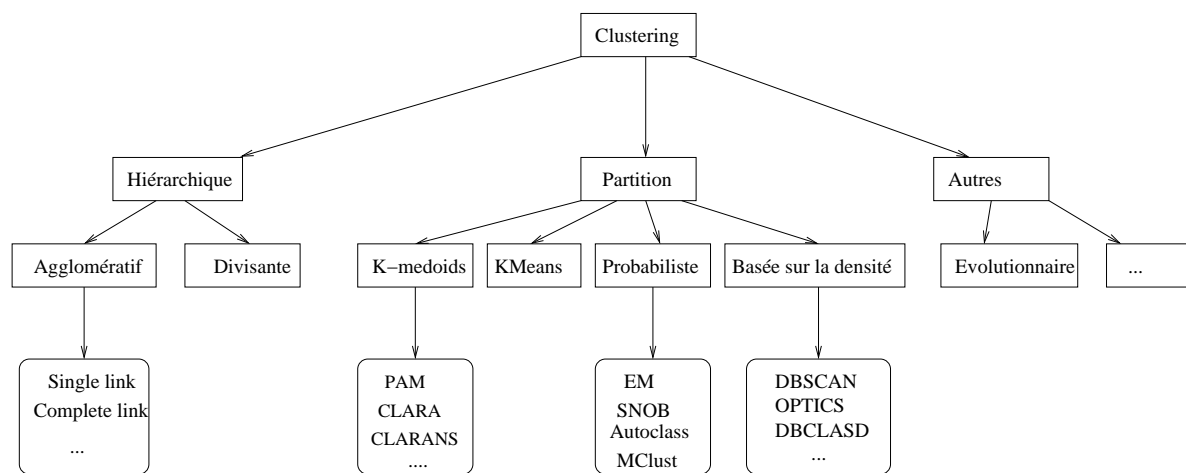 Clustering
Hiérarchique
Partition
Autres
Agglomératif
Divisante
K−medoids
KMeans
Probabiliste
Basée sur la densité
Evolutionnaire
...
Single link
Complete link
...
PAM
CLARA
CLARANS
....
EM
SNOB
Autoclass
MClust
DBSCAN
OPTICS
DBCLASD
...